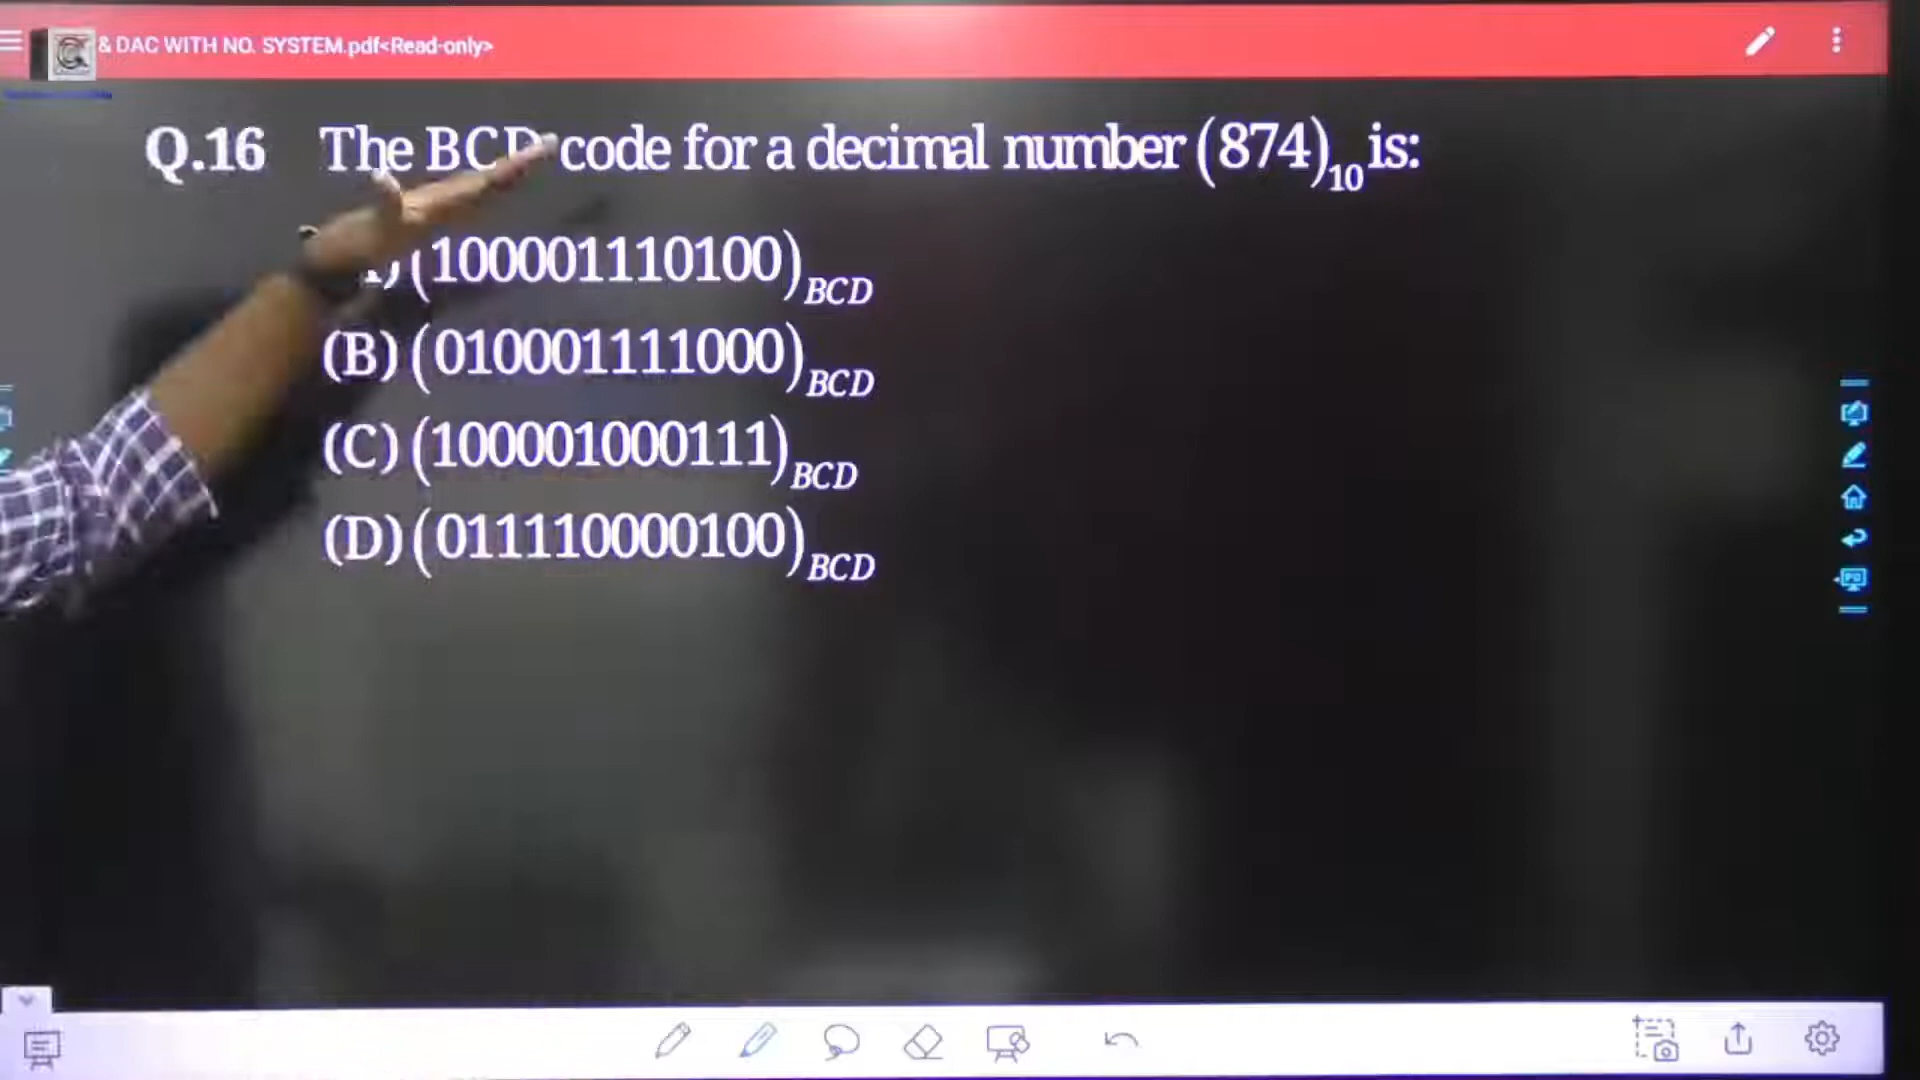 & DAC WITH NO. SYSTEM.pdf<Read-only>
Q.16 The BCD code for a decimal number (874)₁₀ is:
(100001110100)BCD
(B) (010001111000)BCD
(C) (100001000111)BCD
(D) (011110000100)BCD